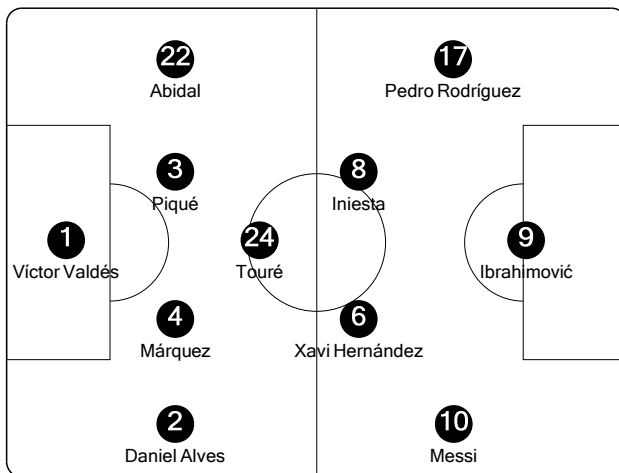 22
Abidal
17
Pedro Rodríguez
3
Piqué
8
Iniesta
1
Víctor Valdés
24
Touré
9
Ibrahimović
4
Márquez
6
Xavi Hernández
2
Daniel Alves
10
Messi